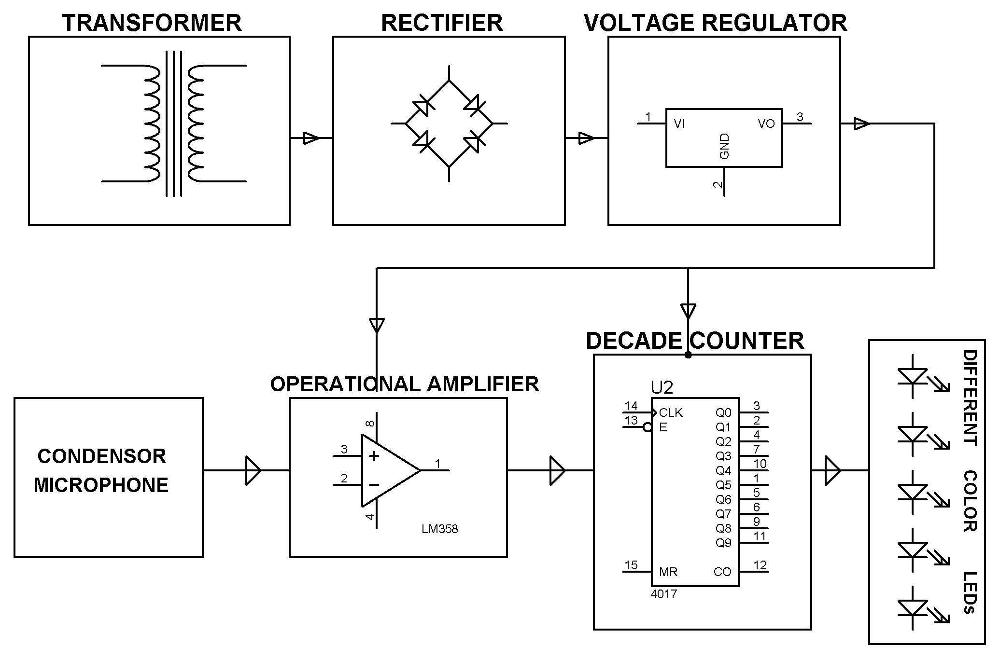 TRANSFORMER
RECTIFIER
VOLTAGE REGULATOR
1
VI
VO
3
GND
2
DECADE COUNTER
OPERATIONAL AMPLIFIER
CONDENSOR
MICROPHONE
8
3
+
2
−
1
4
LM358
U2
14
CLK
13
E
15
MR
Q0
3
Q1
2
Q2
4
Q3
7
Q4
10
Q5
1
Q6
5
Q7
6
Q8
9
Q9
11
CO
12
4017
DIFFERENT COLOR LEDs